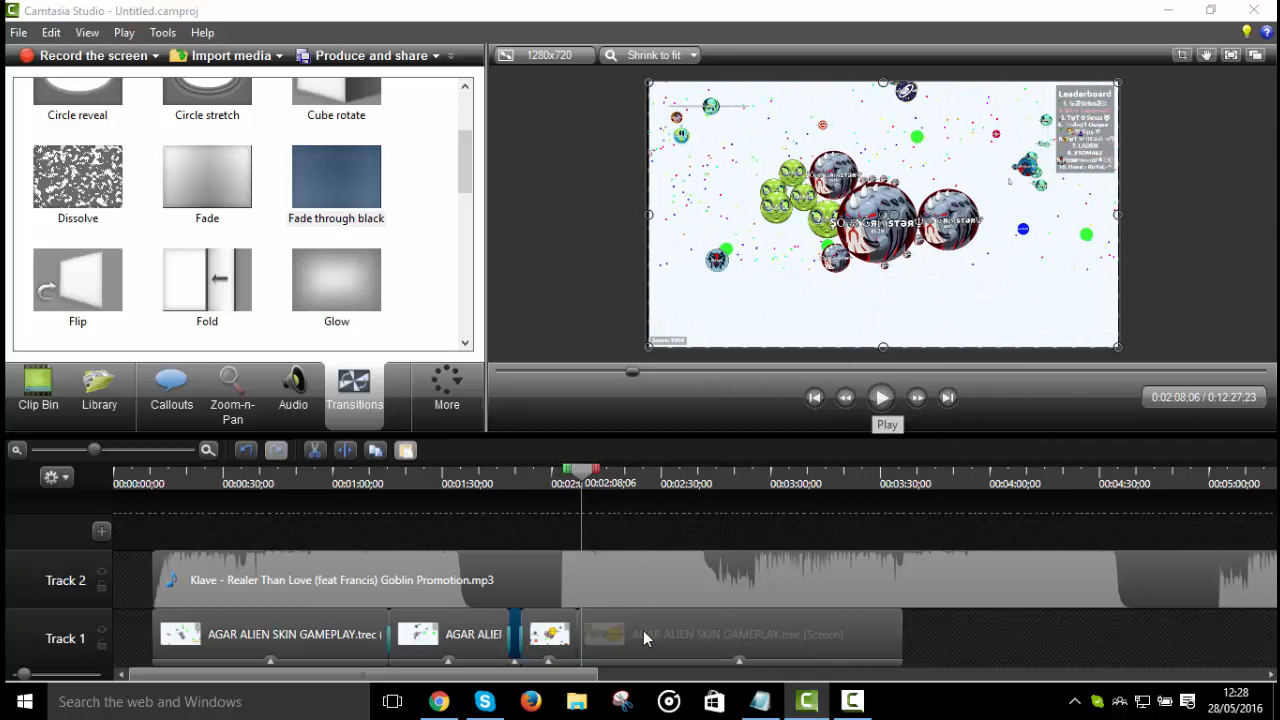 Camtasia Studio - Untitled.camproj
File Edit View Play Tools Help
Record the screen Import media Produce and share
1280x720 Shrink to fit
Circle reveal Circle stretch Cube rotate
Dissolve Fade Fade through black
Flip Fold Glow
Leaderboard
7. LADEN
Clip Bin Library Callouts Zoom-n-Pan Audio Transitions More
0:02:08;06 / 0:12:27;23
Play
00:00:00;00 00:00:30;00 00:01:00;00 00:01:30;00 00:02:08;06 00:02:30;00 00:03:00;00 00:03:30;00 00:04:00;00 00:04:30;00 00:05:00;00
Track 2 Klave - Realer Than Love (feat Francis) Goblin Promotion.mp3
Track 1 AGAR ALIEN SKIN GAMEPLAY.trec ( AGAR ALIEI AGAR ALIEN SKIN GAMEPLAY.trec (Screen)
Search the web and Windows
12:28
28/05/2016